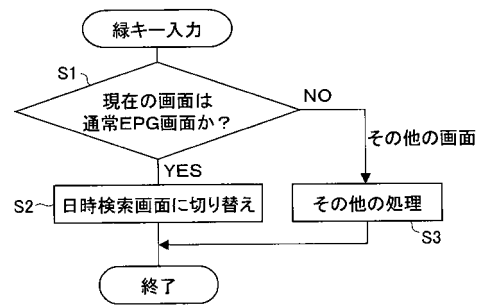 緑キー入力
S1
現在の画面は
通常EPG画面か？
NO
その他の画面
YES
S2
日時検索画面に切り替え
その他の処理
S3
終了